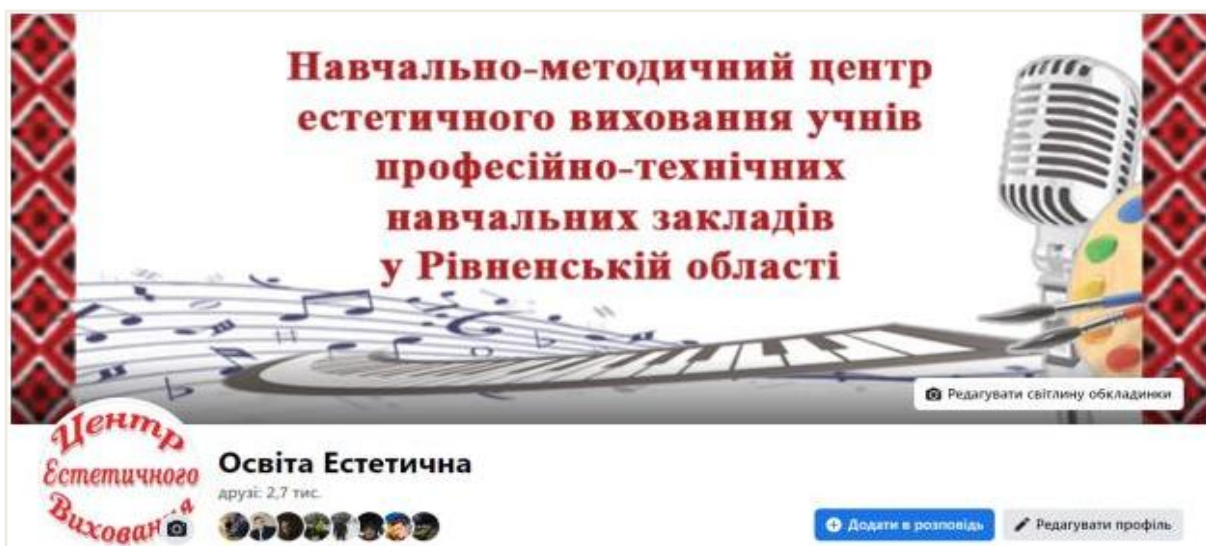 Навчально-методичний центр
естетичного виховання учнів
професійно-технічних
навчальних закладів
у Рівненській області
Редагувати світлину обкладинки
Центр
Естетичного
Виховання
Освіта Естетична
друзі: 2,7 тис.
Додати в розповідь
Редагувати профіль